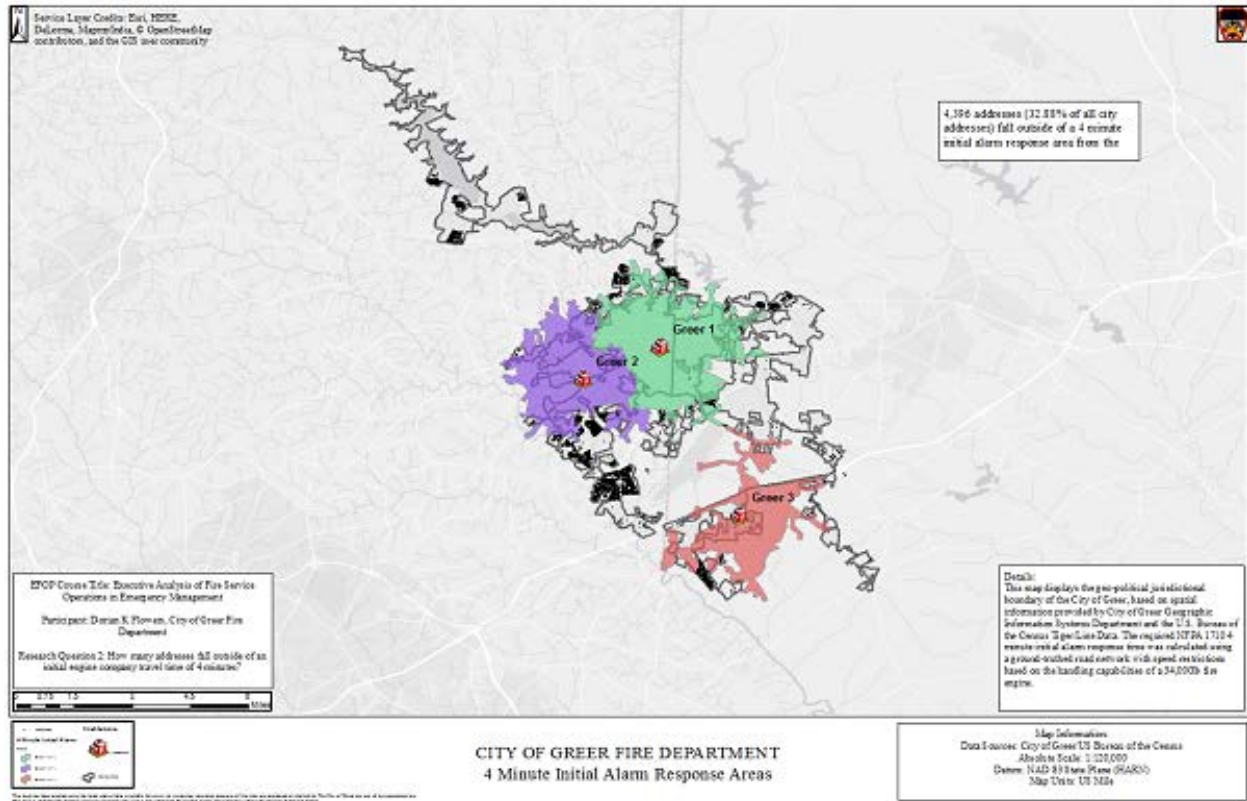 Service Layer Credits: Esri, HERE,
DeLorme, MapmyIndia, © OpenStreetMap
contributors, and the GIS user community
4,396 addresses (32.88% of all city
addresses) fall outside of a 4 minute
initial alarm response area from the
Greer 1
Greer 2
Greer 3
EFOP Course Title: Executive Analysis of Fire Service
Operations in Emergency Management
Participant: Dorian K Flowers, City of Greer Fire
Department
Research Question 2: How many addresses fall outside of an
initial engine company travel time of 4 minutes?
0 0.75 1.5 3 4.5 6
Miles
Details:
This map displays the geo-political jurisdictional
boundary of the City of Greer, based on spatial
information provided by City of Greer Geographic
Information Systems Department and the U.S. Bureau of
the Census Tiger Line Data. The required NFPA 1710 4
minute initial alarm response time was calculated using
a ground-truthed road network with speed restrictions
based on the handling capabilities of a 34,000lb fire
engine.
CITY OF GREER FIRE DEPARTMENT
4 Minute Initial Alarm Response Areas
Map Information
Data Sources: City of Greer/US Bureau of the Census
Absolute Scale: 1:120,000
Datum: NAD 83 State Plane (HARN)
Map Units: US Mile